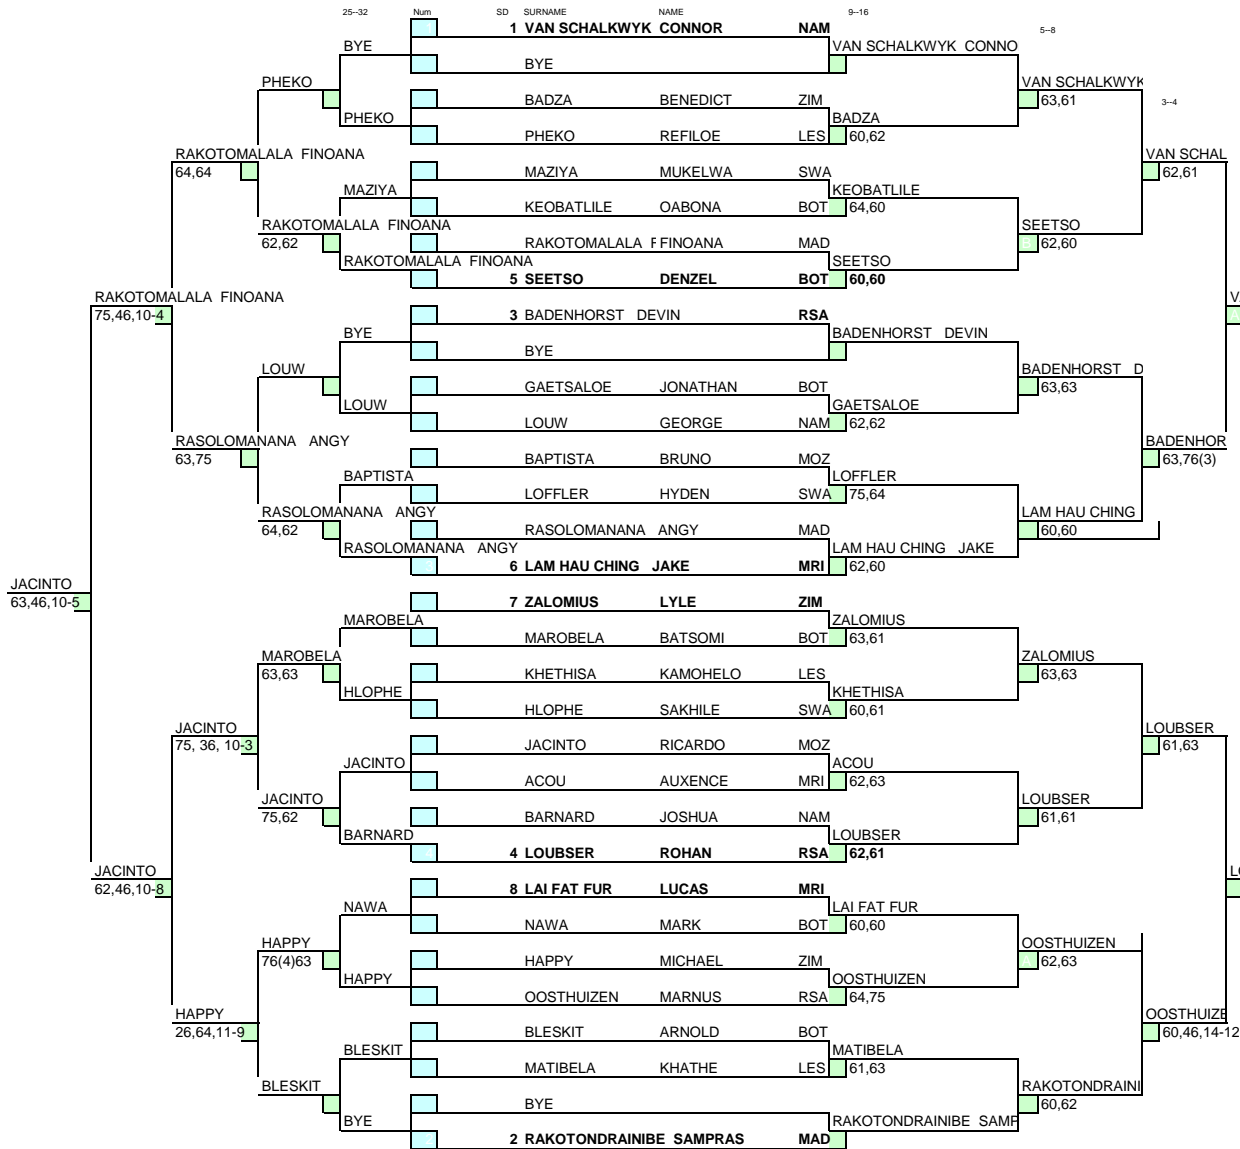 25--32 Num SD SURNAME NAME 9--16
1 VAN SCHALKWYK CONNOR NAM 5--8
BYE VAN SCHALKWYK CONNO
BYE
PHEKO VAN SCHALKWYK
BADZA BENEDICT ZIM 63,61 3--4
PHEKO BADZA
PHEKO REFILOE LES 60,62
RAKOTOMALALA FINOANA VAN SCHAL
64,64 MAZIYA MUKELWA SWA 62,61
MAZIYA KEOBATLILE
KEOBATLILE OABONA BOT 64,60
RAKOTOMALALA FINOANA SEETSO
62,62 RAKOTOMALALA F FINOANA MAD 62,60
RAKOTOMALALA FINOANA SEETSO
5 SEETSO DENZEL BOT 60,60
RAKOTOMALALA FINOANA
75,46,10-4 3 BADENHORST DEVIN RSA
BYE BADENHORST DEVIN
BYE
LOUW BADENHORST D
GAETSALOE JONATHAN BOT 63,63
LOUW GAETSALOE
LOUW GEORGE NAM 62,62
RASOLOMANANA ANGY BADENHOR
63,75 BAPTISTA BRUNO MOZ 63,76(3)
BAPTISTA LOFFLER
LOFFLER HYDEN SWA 75,64
RASOLOMANANA ANGY LAM HAU CHING
64,62 RASOLOMANANA ANGY MAD 60,60
RASOLOMANANA ANGY LAM HAU CHING JAKE
6 LAM HAU CHING JAKE MRI 62,60
JACINTO
63,46,10-5 7 ZALOMIUS LYLE ZIM
MAROBELA ZALOMIUS
MAROBELA BATSOMI BOT 63,61
MAROBELA ZALOMIUS
63,63 KHETHISA KAMOHELO LES 63,63
HLOPHE KHETHISA
HLOPHE SAKHILE SWA 60,61
JACINTO LOUBSER
75, 36, 10-3 JACINTO RICARDO MOZ 61,63
JACINTO ACOU
ACOU AUXENCE MRI 62,63
JACINTO LOUBSER
75,62 BARNARD JOSHUA NAM 61,61
BARNARD LOUBSER
4 LOUBSER ROHAN RSA 62,61
JACINTO
62,46,10-8 8 LAI FAT FUR LUCAS MRI
NAWA LAI FAT FUR
NAWA MARK BOT 60,60
HAPPY OOSTHUIZEN
76(4)63 HAPPY MICHAEL ZIM 62,63
HAPPY OOSTHUIZEN
OOSTHUIZEN MARNUS RSA 64,75
HAPPY OOSTHUIZE
26,64,11-9 BLESKIT ARNOLD BOT 60,46,14-12
BLESKIT MATIBELA
MATIBELA KHATHE LES 61,63
BLESKIT RAKOTONDRAINI
BYE 60,62
BYE RAKOTONDRAINIBE SAMP
2 RAKOTONDRAINIBE SAMPRAS MAD